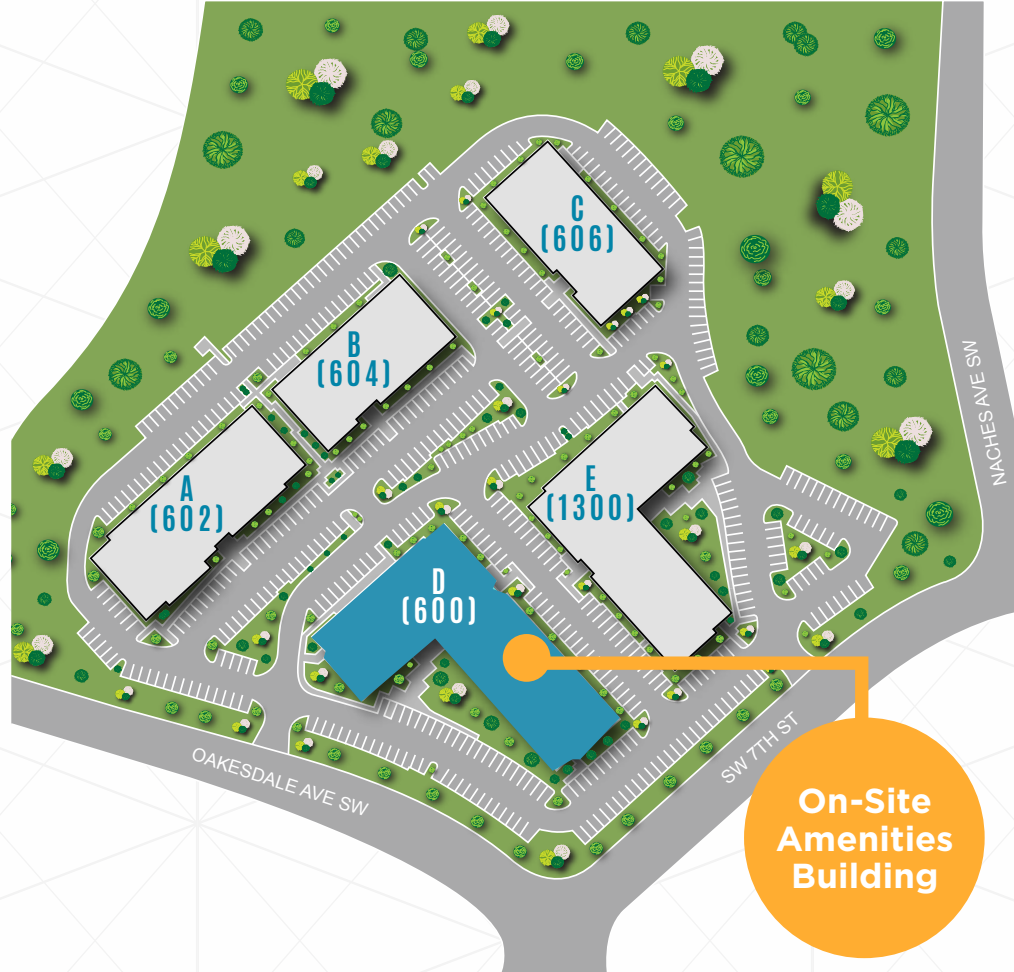 C
(606)
B
(604)
A
(602)
E
(1300)
D
(600)
NACHES AVE SW
OAKESDALE AVE SW
SW 7TH ST
On-Site
Amenities
Building